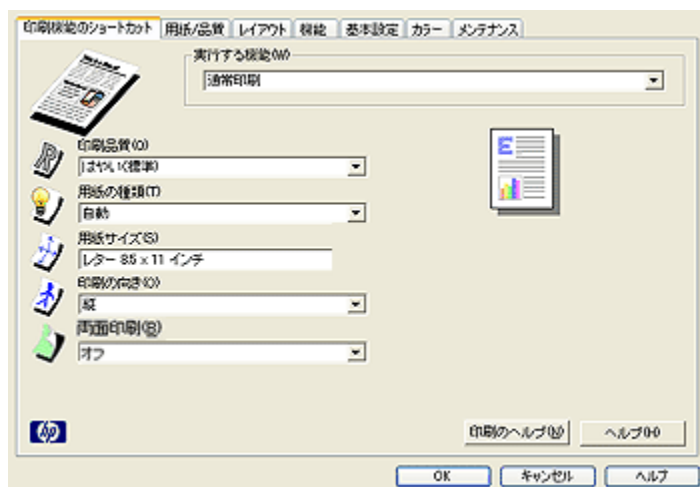 印刷機能のショートカット 用紙/品質 レイアウト 機能 基本設定 カラー メンテナンス
実行する機能(W)
通常印刷
印刷品質(Q)
はやい(標準)
用紙の種類(T)
自動
用紙サイズ(S)
レター 8.5 x 11 インチ
印刷の向き(O)
縦
両面印刷(B)
オフ
hp
印刷のヘルプ(N) ヘルプ(H)
OK キャンセル ヘルプ